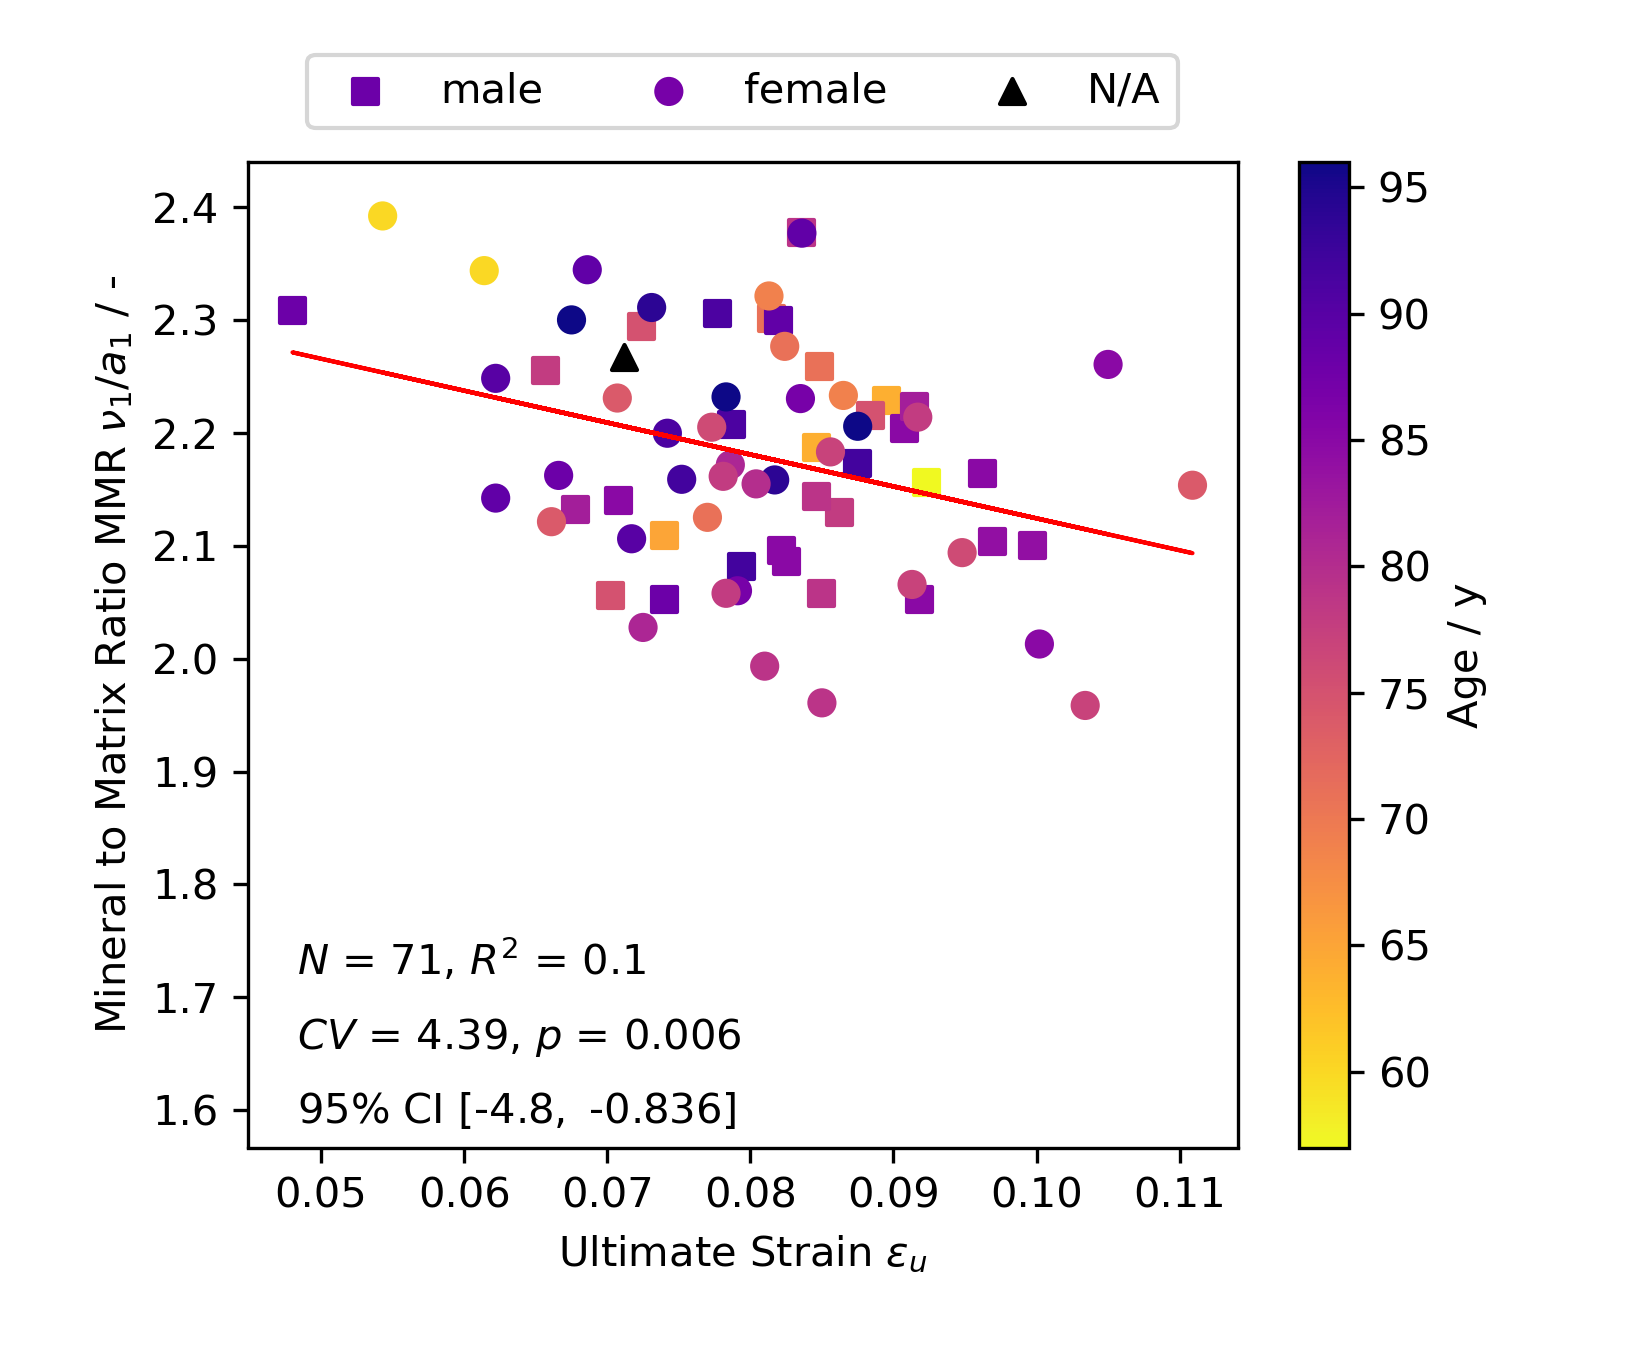 male female N/A
2.4
2.3
2.2
2.1
2.0
1.9
1.8
1.7
1.6
Mineral to Matrix Ratio MMR ν₁/a₁ / -
N = 71, R² = 0.1
CV = 4.39, p = 0.006
95% CI [-4.8, -0.836]
0.05 0.06 0.07 0.08 0.09 0.10 0.11
Ultimate Strain εᵤ
95
90
85
80
75
70
65
60
Age / y